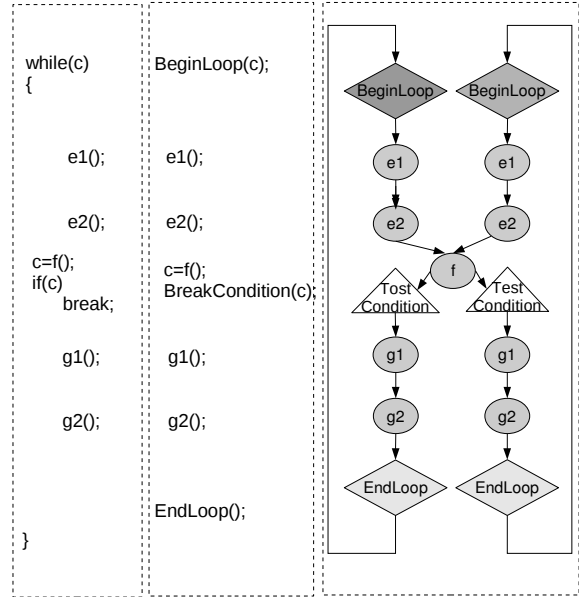 while(c)
{
e1();
e2();
c=f();
if(c)
break;
g1();
g2();
}
BeginLoop(c);
e1();
e2();
c=f();
BreakCondition(c);
g1();
g2();
EndLoop();
BeginLoop
BeginLoop
e1
e1
e2
e2
f
Tost
Condition
Test
Condition
g1
g1
g2
g2
EndLoop
EndLoop